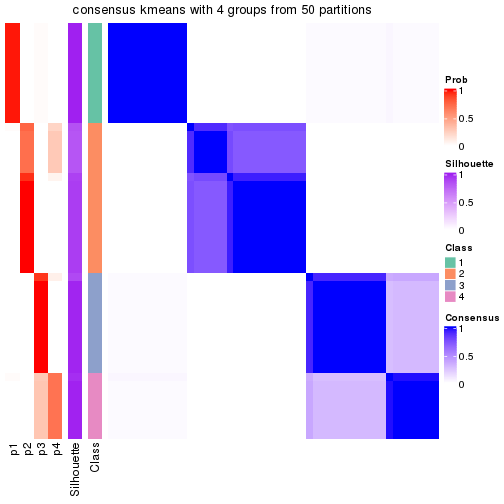 consensus kmeans with 4 groups from 50 partitions
Prob
1
0.5
0
Silhouette
1
0.5
0
Class
1
2
3
4
Consensus
1
0.5
0
p1
p2
p3
p4
Silhouette
Class